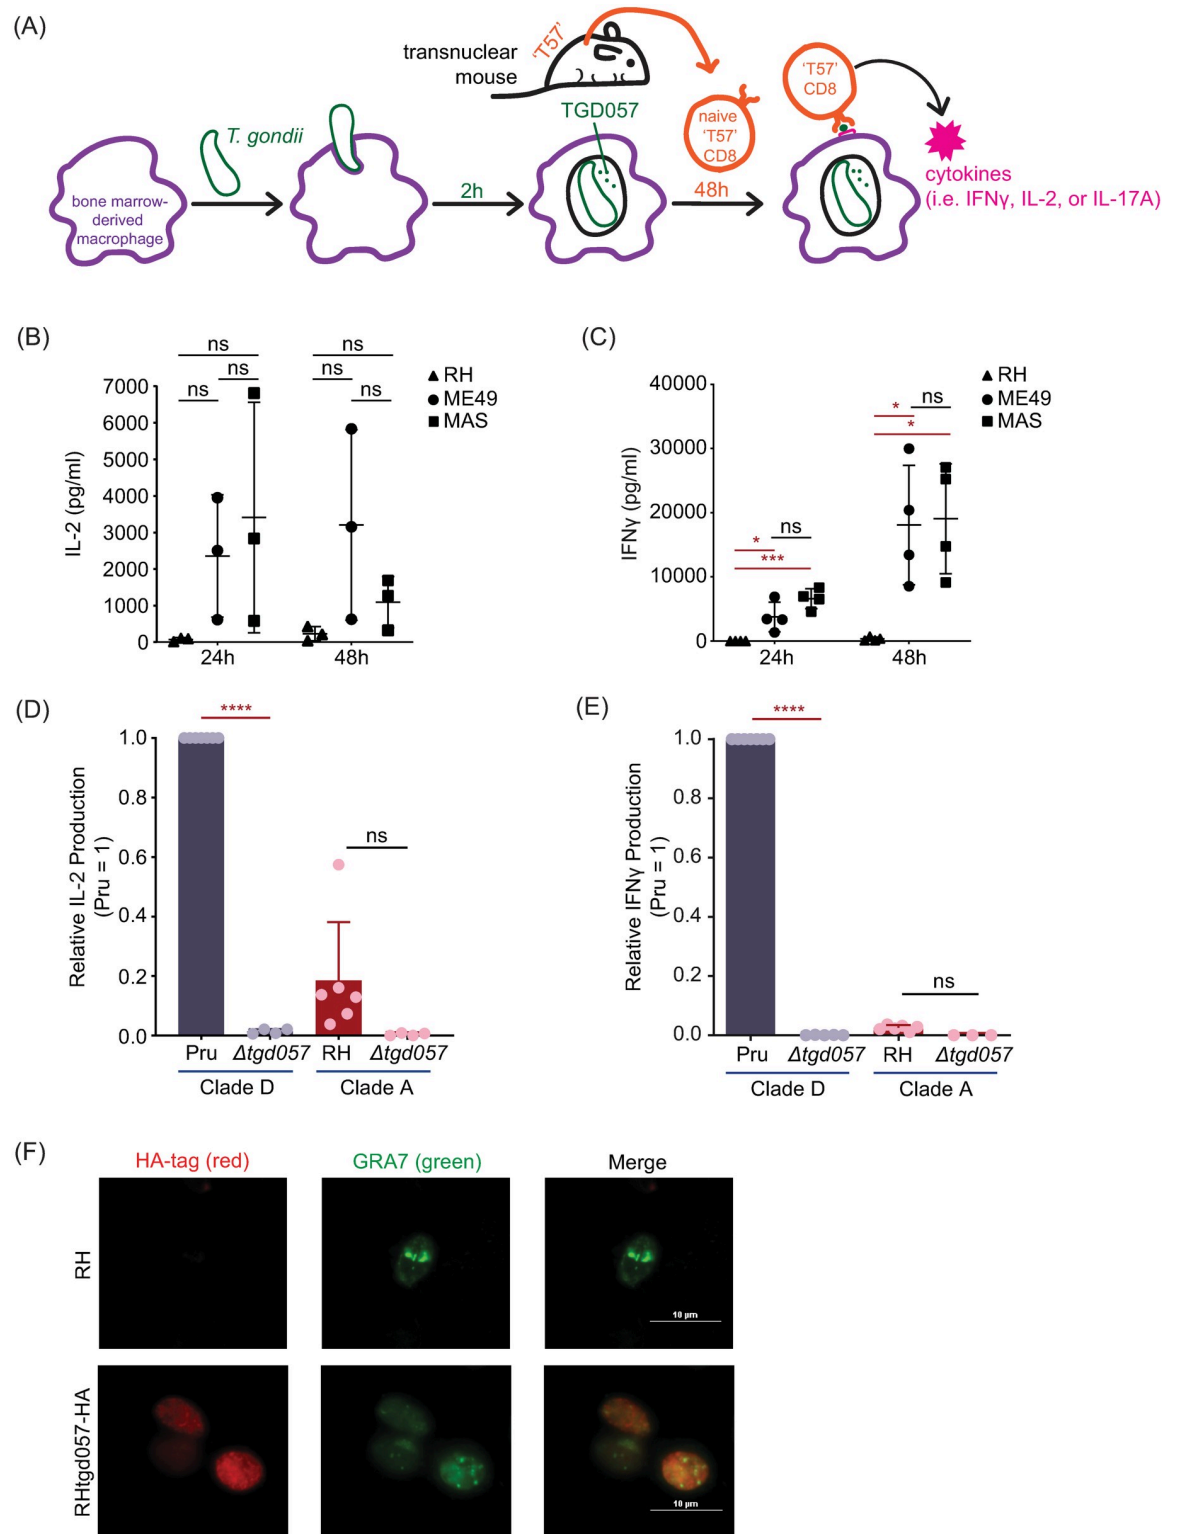 (A)
transnuclear
mouse
'T57'
T. gondii
TGD057
naive
'T57'
CD8
'T57'
CD8
bone marrow-
derived
macrophage
2h
48h
cytokines
(i.e. IFNγ, IL-2, or IL-17A)
(B)
ns
ns
ns
ns
ns
ns
RH
ME49
MAS
IL-2 (pg/ml)
7000
6000
5000
4000
3000
2000
1000
0
24h
48h
(C)
RH
ME49
MAS
IFNγ (pg/ml)
40000
30000
20000
10000
0
* ns
*
* ns
***
24h
48h
(D)
****
ns
Relative IL-2 Production
(Pru = 1)
1.0
0.8
0.6
0.4
0.2
0.0
Pru
Δtgd057
RH
Δtgd057
Clade D
Clade A
(E)
****
ns
Relative IFNγ Production
(Pru = 1)
1.0
0.8
0.6
0.4
0.2
0.0
Pru
Δtgd057
RH
Δtgd057
Clade D
Clade A
(F)
HA-tag (red)
GRA7 (green)
Merge
RH
10 μm
RHtgd057-HA
10 μm